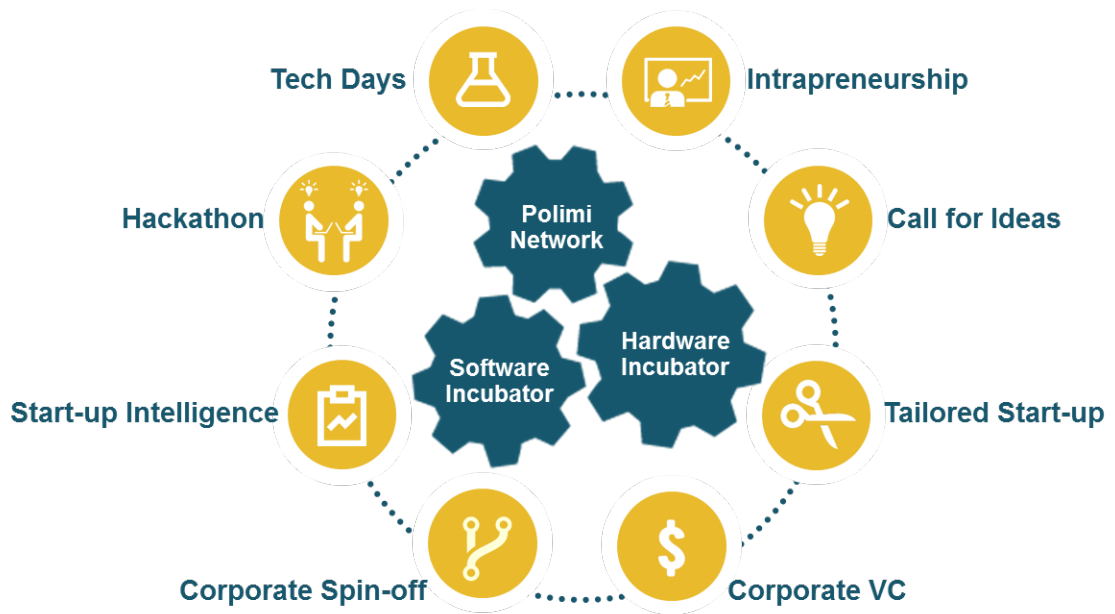 Tech Days
Intrapreneurship
Hackathon
Polimi
Network
Call for Ideas
Hardware
Incubator
Software
Incubator
Start-up Intelligence
Tailored Start-up
$
Corporate Spin-off
Corporate VC